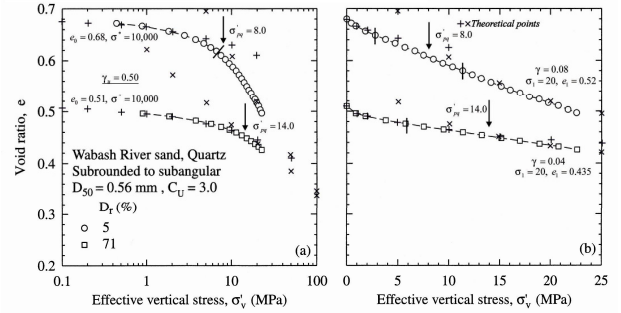 0.7
0.6
0.5
0.4
0.3
0.2
Void ratio, e
e₀ = 0.68, σ* = 10,000
γᵤ = 0.50
e₀ = 0.51, σ* = 10,000
σ'ₚq = 8.0
σ'ₚq = 14.0
Wabash River sand, Quartz
Subrounded to subangular
D₅₀ = 0.56 mm , C_U = 3.0
D_r (%)
○ 5
□ 71
(a)
0.1 1 10 100
Effective vertical stress, σ'ᵥ (MPa)
+×Theoretical points
σ'ₚq = 8.0
γ = 0.08
σ₁ = 20, e₁ = 0.52
σ'ₚq = 14.0
γ = 0.04
σ₁ = 20, e₁ = 0.435
(b)
0 5 10 15 20 25
Effective vertical stress, σ'ᵥ (MPa)